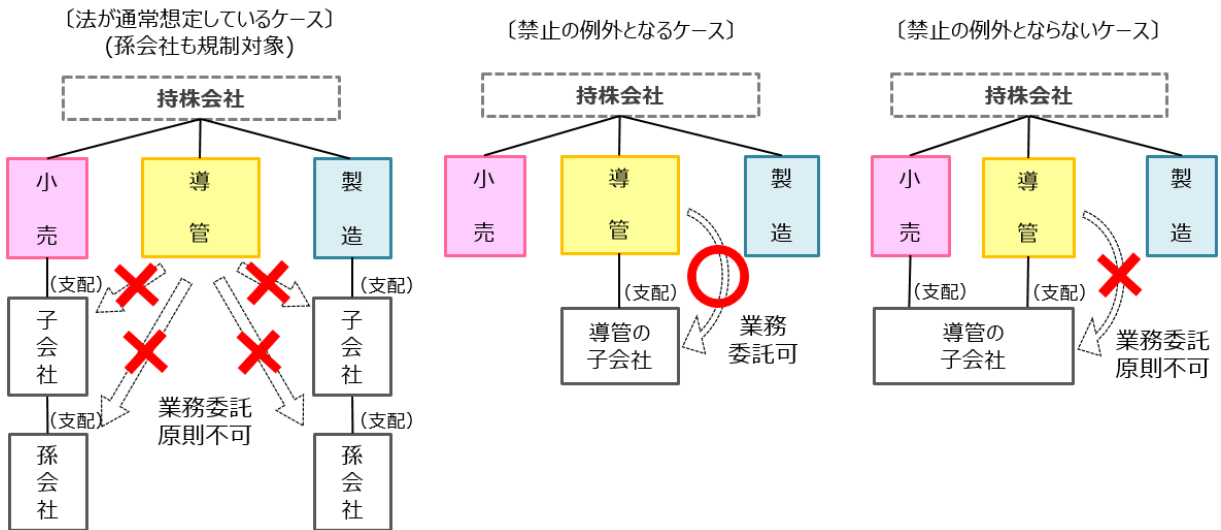 〔法が通常想定しているケース〕
(孫会社も規制対象)
持株会社
小売
導管
製造
(支配)
(支配)
子会社
子会社
(支配)
(支配)
業務委託
原則不可
孫会社
孫会社
〔禁止の例外となるケース〕
持株会社
小売
導管
製造
(支配)
導管の
子会社
業務
委託可
〔禁止の例外とならないケース〕
持株会社
小売
導管
製造
(支配)
(支配)
導管の
子会社
業務委託
原則不可